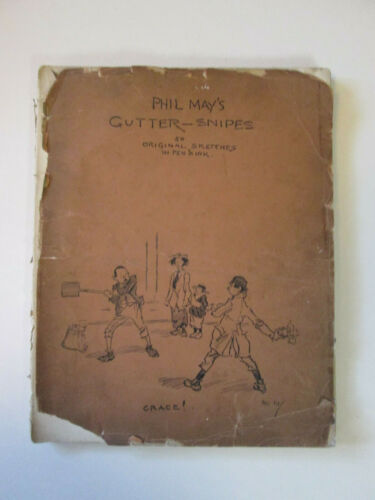 PHIL MAY'S
GUTTER-SNIPES
50
ORIGINAL SKETCHES
IN PEN & INK.
GRACE!